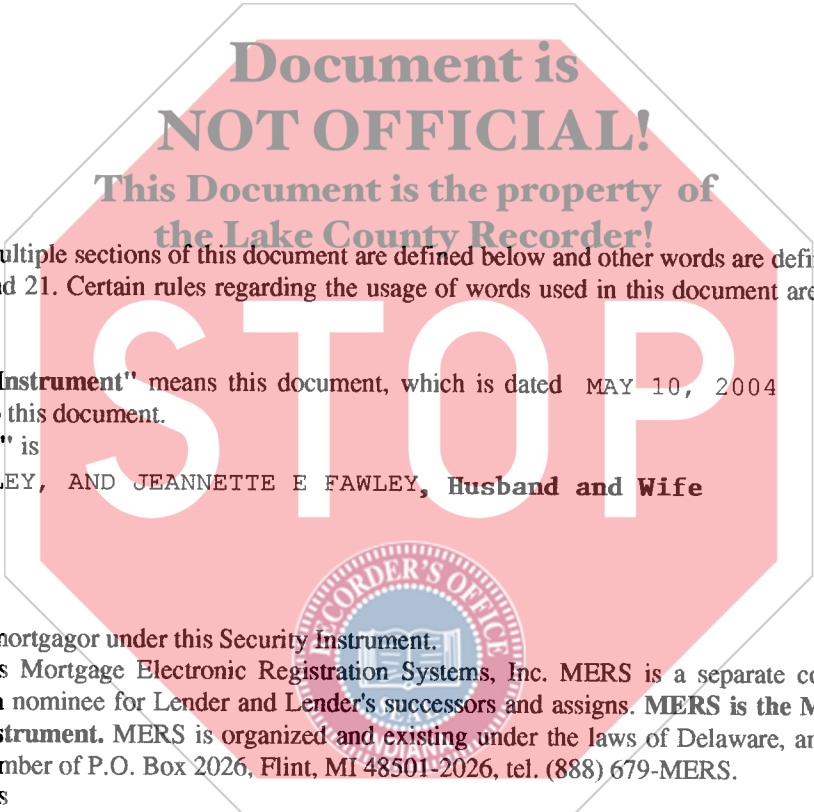 Document is
NOT OFFICIAL!
This Document is the property of
the Lake County Recorder!
ultiple sections of this document are defined below and other words are defi
d 21. Certain rules regarding the usage of words used in this document are
STOP
Instrument" means this document, which is dated MAY 10, 2004
this document.
" is
LEY, AND JEANNETTE E FAWLEY, Husband and Wife
RECORDER'S OFFICE
mortgagor under this Security Instrument.
s Mortgage Electronic Registration Systems, Inc. MERS is a separate co
nominee for Lender and Lender's successors and assigns. MERS is the M
strument. MERS is organized and existing under the laws of Delaware, an
SEAL
INDIANA
mber of P.O. Box 2026, Flint, MI 48501-2026, tel. (888) 679-MERS.
s